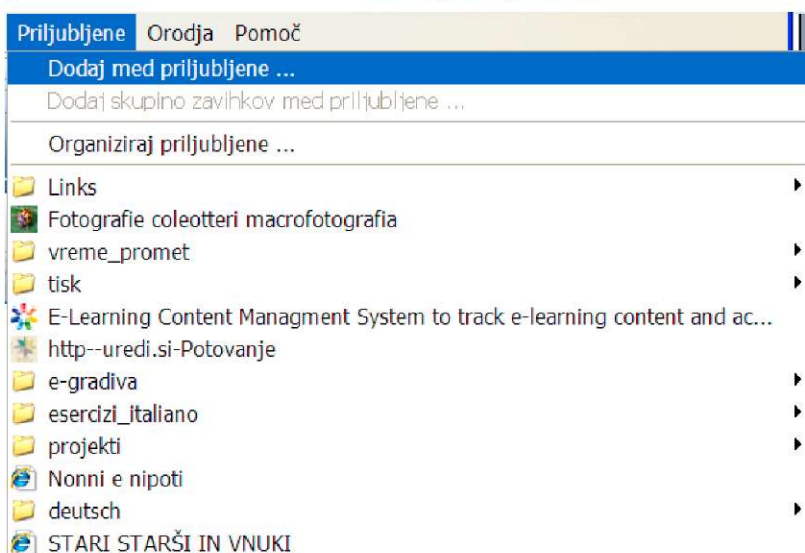 Priljubljene Orodja Pomoč
Dodaj med priljubljene ...
Dodaj skupino zavihkov med priljubljene ...
Organiziraj priljubljene ...
Links
Fotografie coleotteri macrofotografia
vreme_promet
tisk
E-Learning Content Managment System to track e-learning content and ac...
http--uredi.si-Potovanje
e-gradiva
esercizi_italiano
projekti
Nonni e nipoti
deutsch
STARI STARŠI IN VNUKI